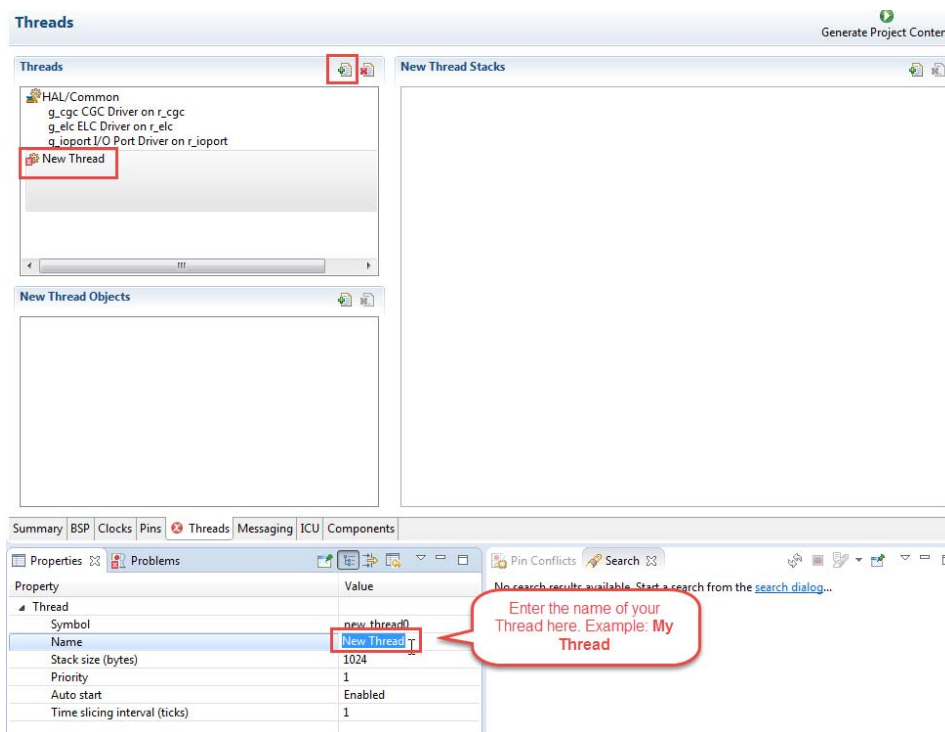 Threads
Generate Project Conten
Threads
New Thread Stacks
HAL/Common
g_cgc CGC Driver on r_cgc
g_elc ELC Driver on r_elc
g_ioport I/O Port Driver on r_ioport
New Thread
New Thread Objects
Summary BSP Clocks Pins Threads Messaging ICU Components
Properties Problems
Pin Conflicts Search
Property Value
No search results available. Start a search from the search dialog...
Thread
Symbol new_thread0
Name New Thread
Stack size (bytes) 1024
Priority 1
Auto start Enabled
Time slicing interval (ticks) 1
Enter the name of your
Thread here. Example: My
Thread